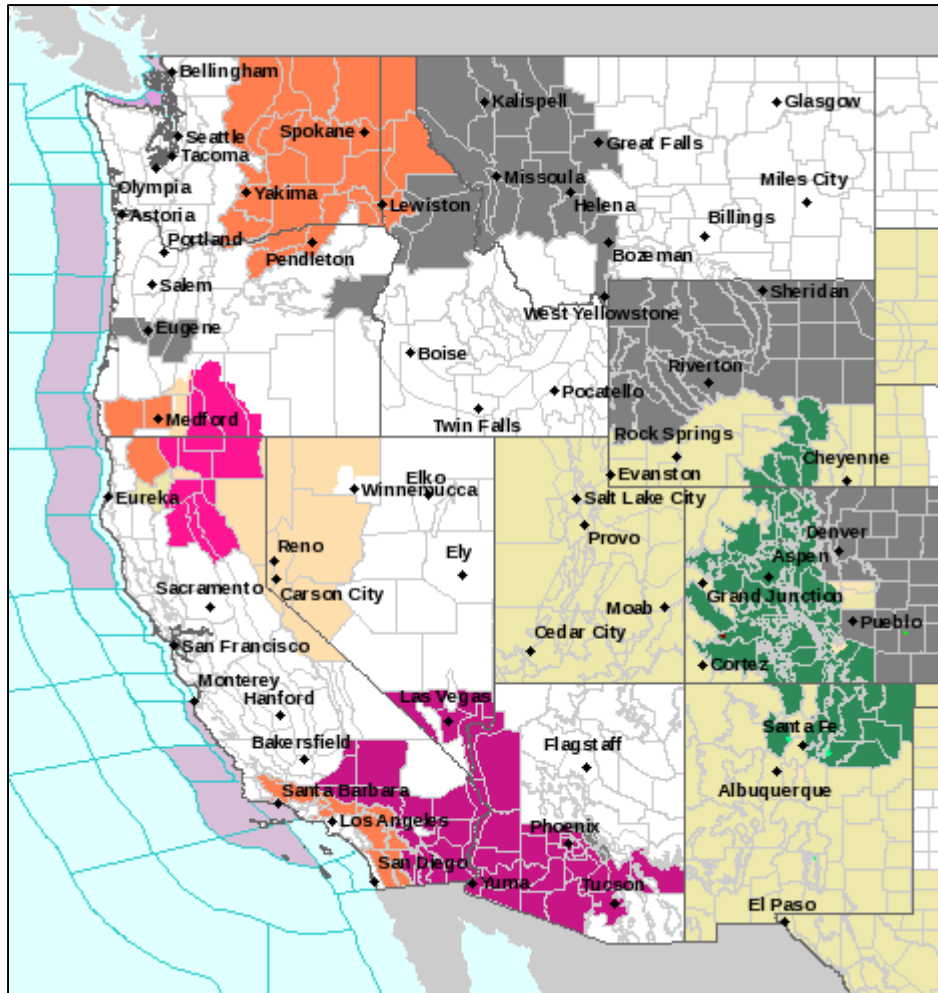 Bellingham
Kalispell
Glasgow
Spokane
Seattle
Great Falls
Tacoma
Missoula
Miles City
Olympia
Yakima
Helena
Lewiston
Astoria
Billings
Portland
Pendleton
Bozeman
Salem
Sheridan
West Yellowstone
Eugene
Boise
Riverton
Pocatello
Medford
Twin Falls
Rock Springs
Cheyenne
Evanston
Elko
Winnemucca
Eureka
Salt Lake City
Provo
Denver
Reno
Ely
Aspen
Carson City
Grand Junction
Sacramento
Moab
Pueblo
Cedar City
San Francisco
Cortez
Monterey
Hanford
Las Vegas
Santa Fe
Bakersfield
Flagstaff
Albuquerque
Santa Barbara
Los Angeles
Phoenix
San Diego
Yuma
Tucson
El Paso